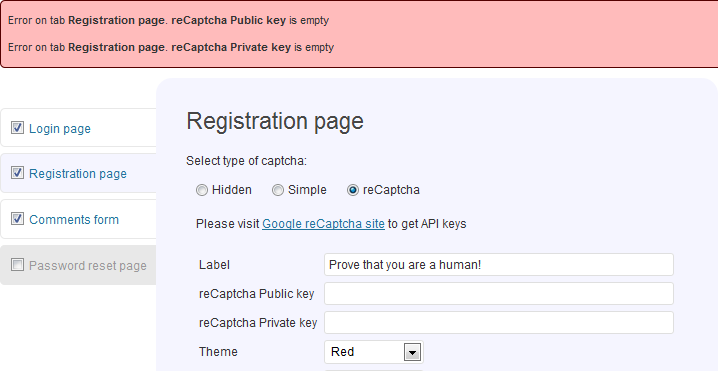 Error on tab Registration page. reCaptcha Public key is empty
Error on tab Registration page. reCaptcha Private key is empty
Login page
Registration page
Comments form
Password reset page
Registration page
Select type of captcha:
Hidden Simple reCaptcha
Please visit Google reCaptcha site to get API keys
Label Prove that you are a human!
reCaptcha Public key
reCaptcha Private key
Theme Red